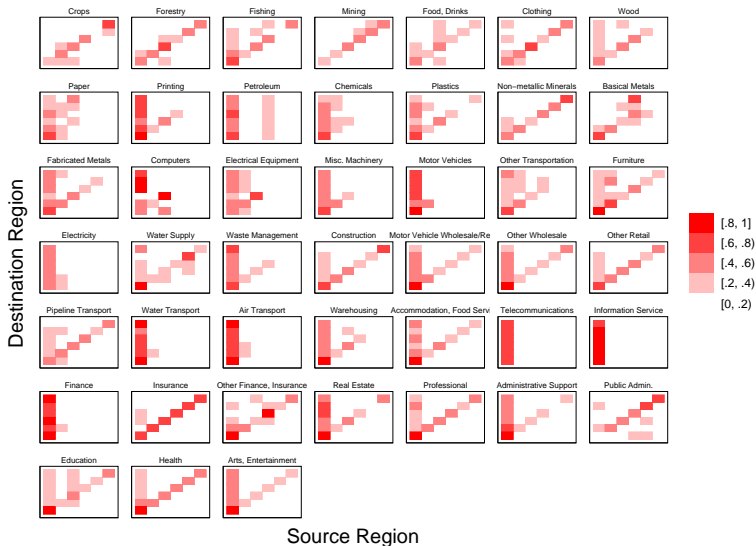 Crops Forestry Fishing Mining Food, Drinks Clothing Wood
Paper Printing Petroleum Chemicals Plastics Non−metallic Minerals Basical Metals
Fabricated Metals Computers Electrical Equipment Misc. Machinery Motor Vehicles Other Transportation Furniture
Electricity Water Supply Waste Management Construction Motor Vehicle Wholesale/Re Other Wholesale Other Retail
Pipeline Transport Water Transport Air Transport Warehousing Accommodation, Food Servi Telecommunications Information Service
Finance Insurance Other Finance, Insurance Real Estate Professional Administrative Support Public Admin.
Education Health Arts, Entertainment
Destination Region
Source Region
[.8, 1]
[.6, .8)
[.4, .6)
[.2, .4)
[0, .2)